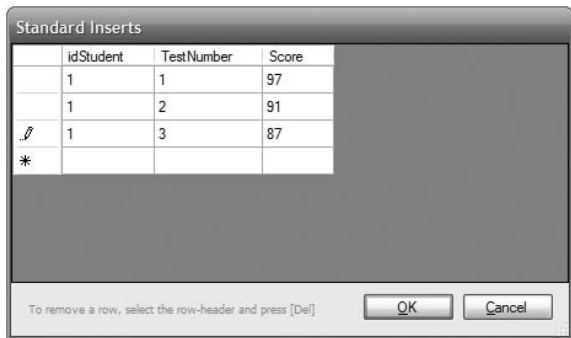 Standard Inserts
idStudent TestNumber Score
1 1 97
1 2 91
1 3 87
To remove a row, select the row-header and press [Del] OK Cancel